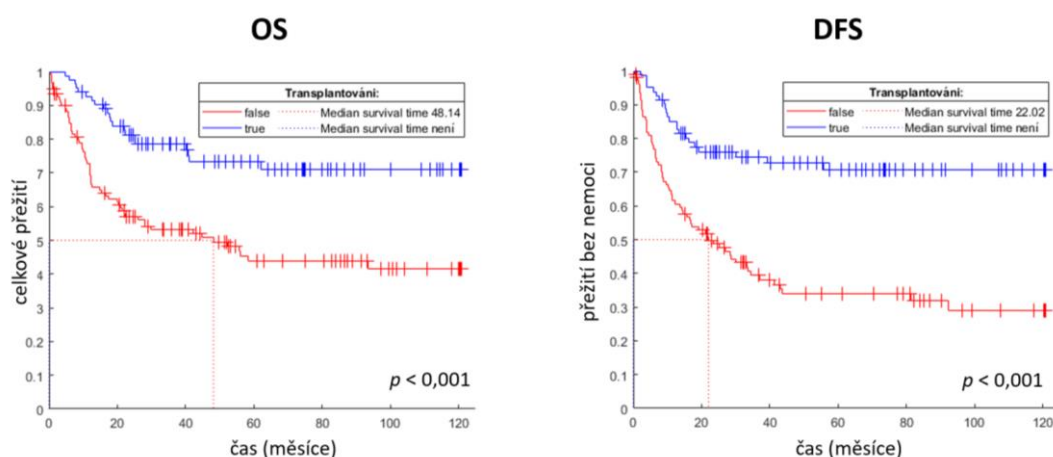 OS
1
0.9
0.8
7
6
5
4
3
0.2
0.1
0
celkové přežití
Transplantování:
false Median survival time 48.14
true Median survival time není
p < 0,001
0 20 40 60 80 100 120
čas (měsíce)
DFS
1
0.9
0.8
0.7
0.6
0.5
0.4
0.3
0.2
0.1
0
přežití bez nemoci
Transplantování:
false Median survival time 22.02
true Median survival time není
p < 0,001
0 20 40 60 80 100 120
čas (měsíce)